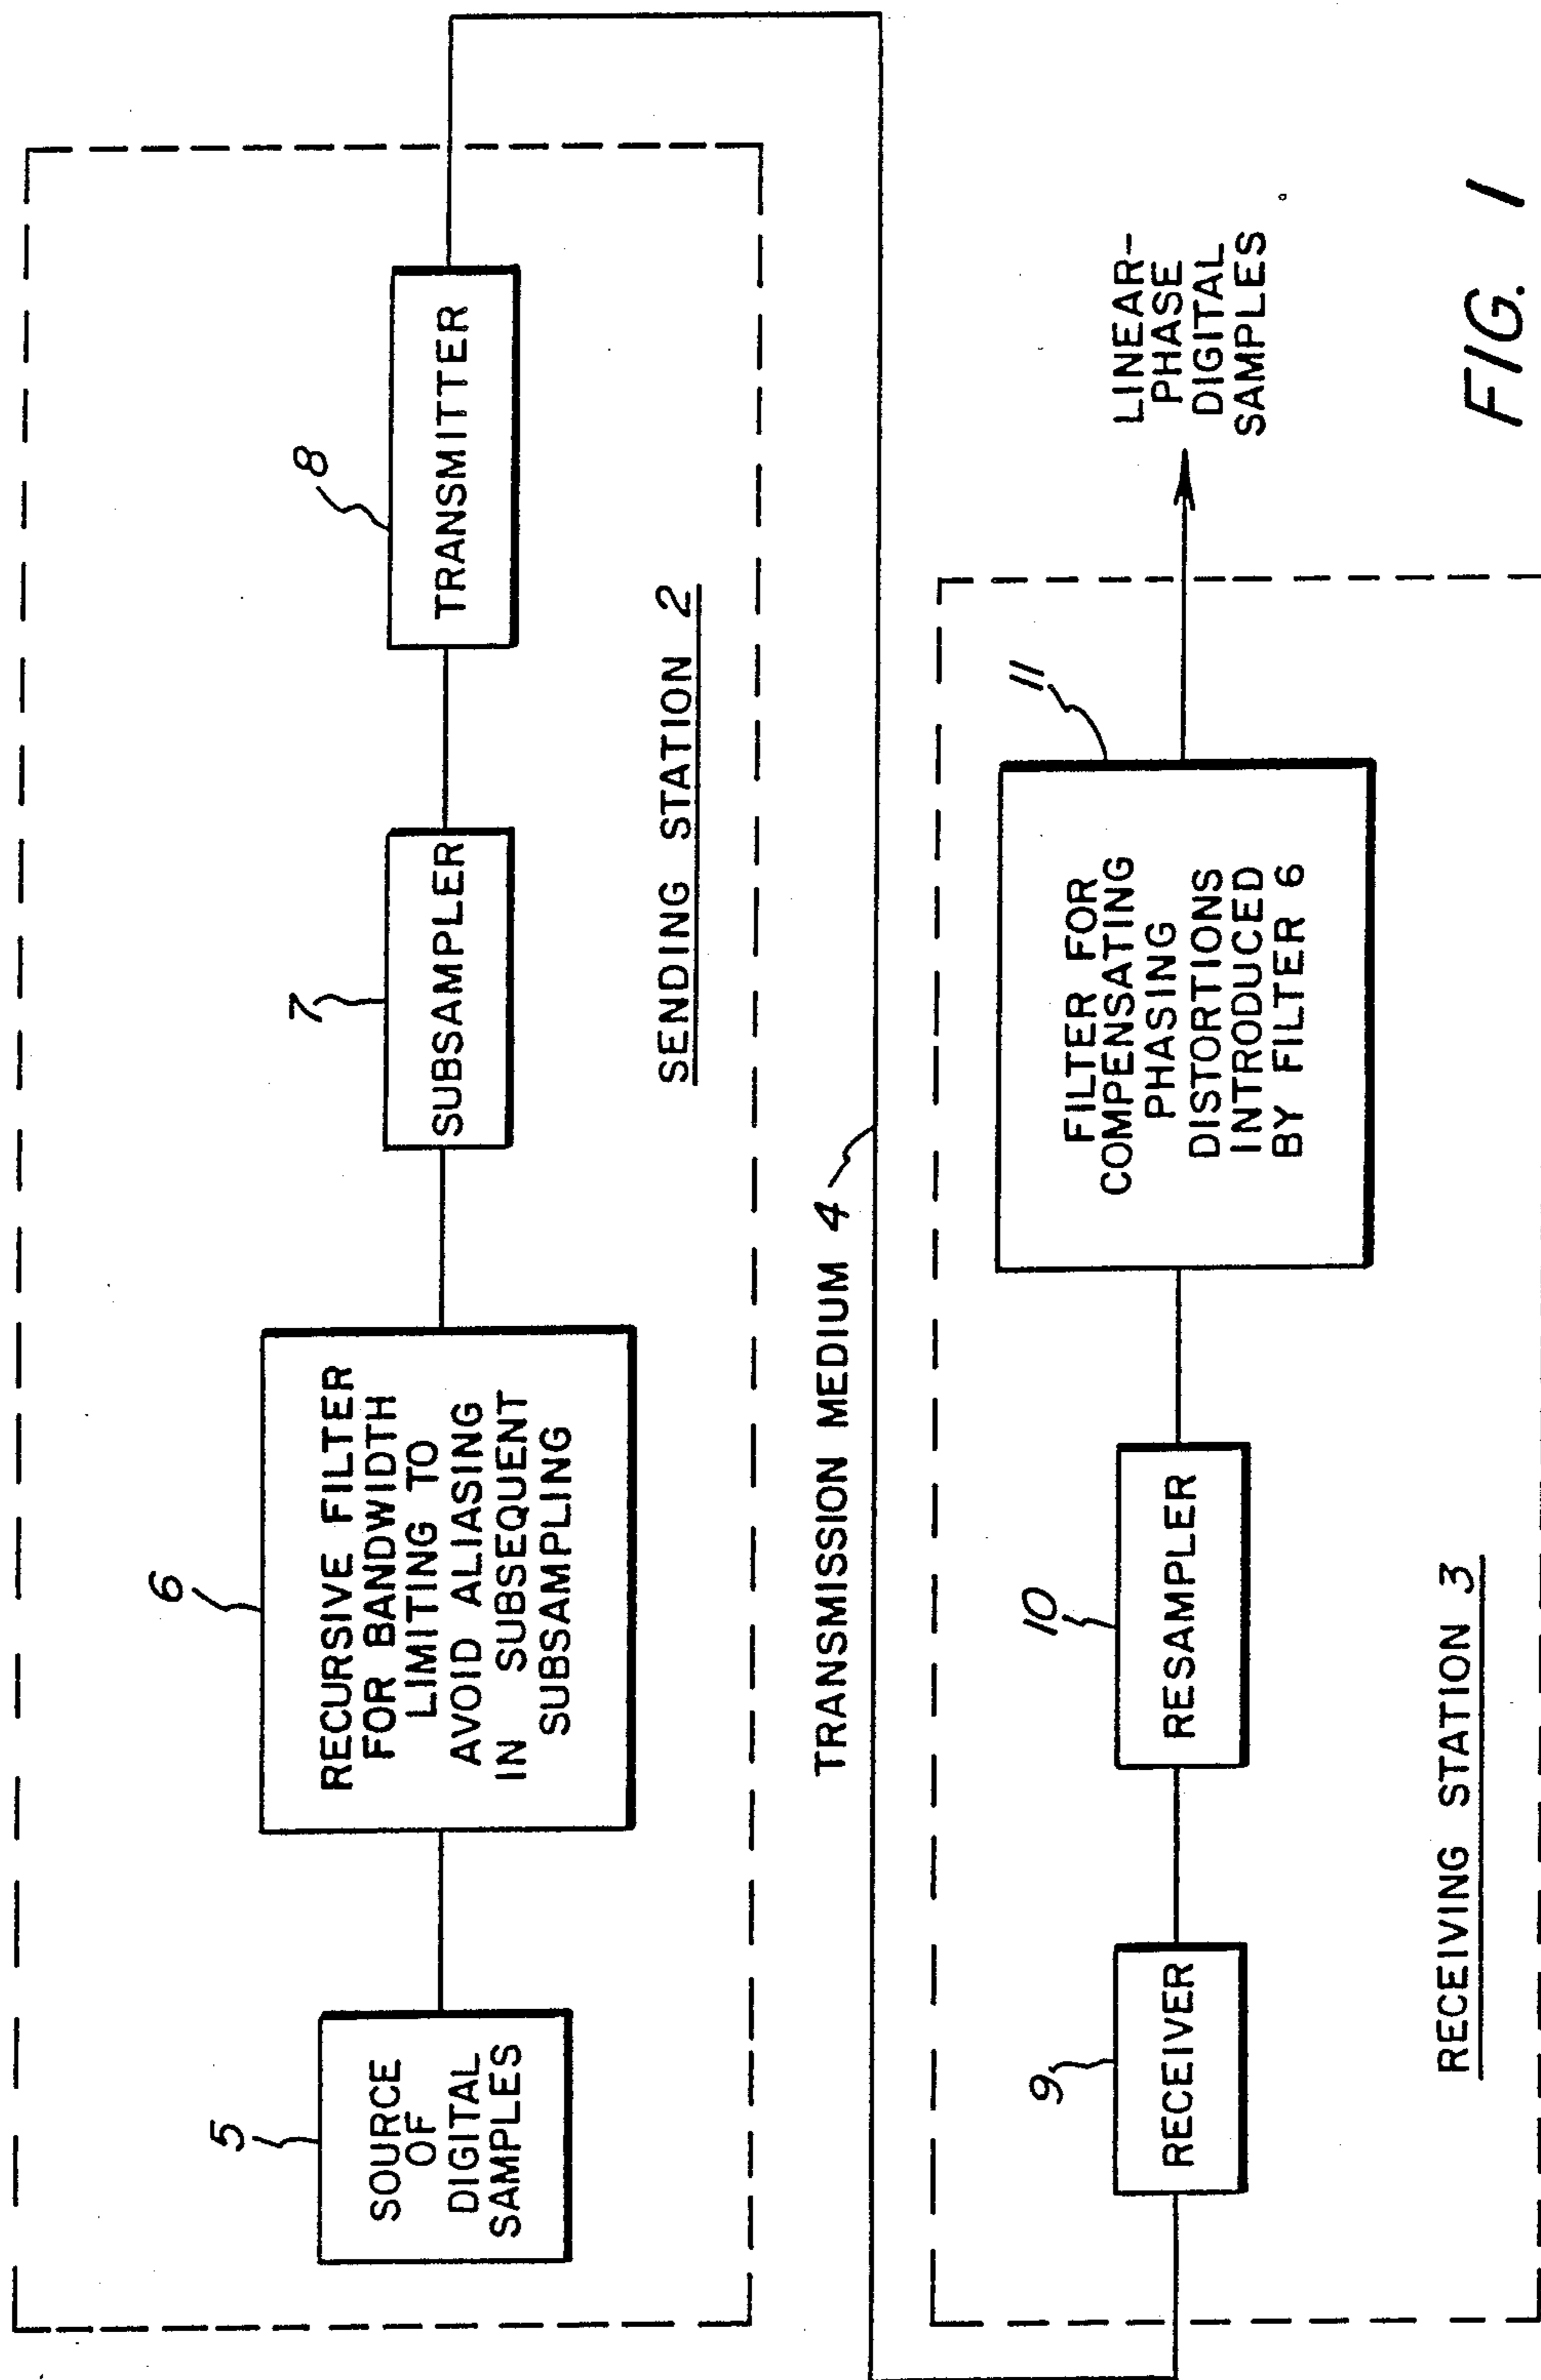 5
SOURCE
OF
DIGITAL
SAMPLES
6
RECURSIVE FILTER
FOR BANDWIDTH
LIMITING TO
AVOID ALIASING
IN SUBSEQUENT
SUBSAMPLING
7
SUBSAMPLER
8
TRANSMITTER
SENDING STATION 2
TRANSMISSION MEDIUM 4
9
RECEIVER
10
RESAMPLER
11
FILTER FOR
COMPENSATING
PHASING
DISTORTIONS
INTRODUCED
BY FILTER 6
LINEAR-
PHASE
DIGITAL
SAMPLES
RECEIVING STATION 3
FIG. 1